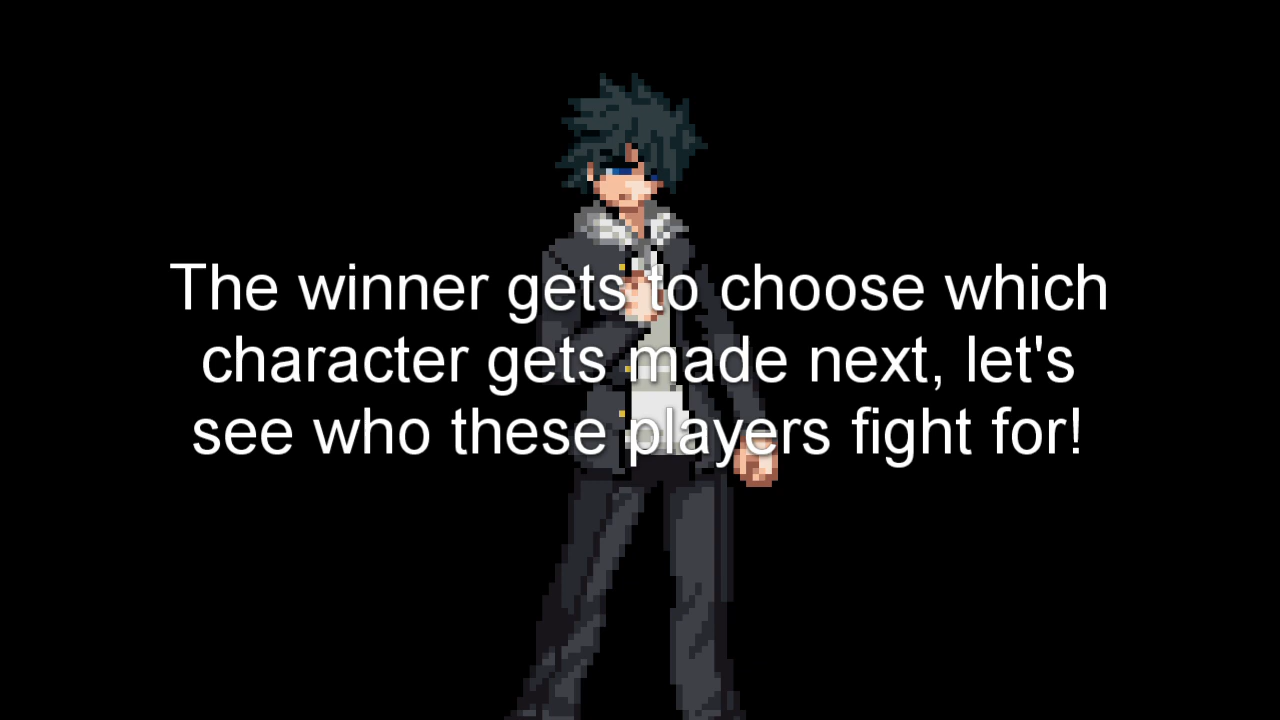 The winner gets to choose which
character gets made next, let's
see who these players fight for!